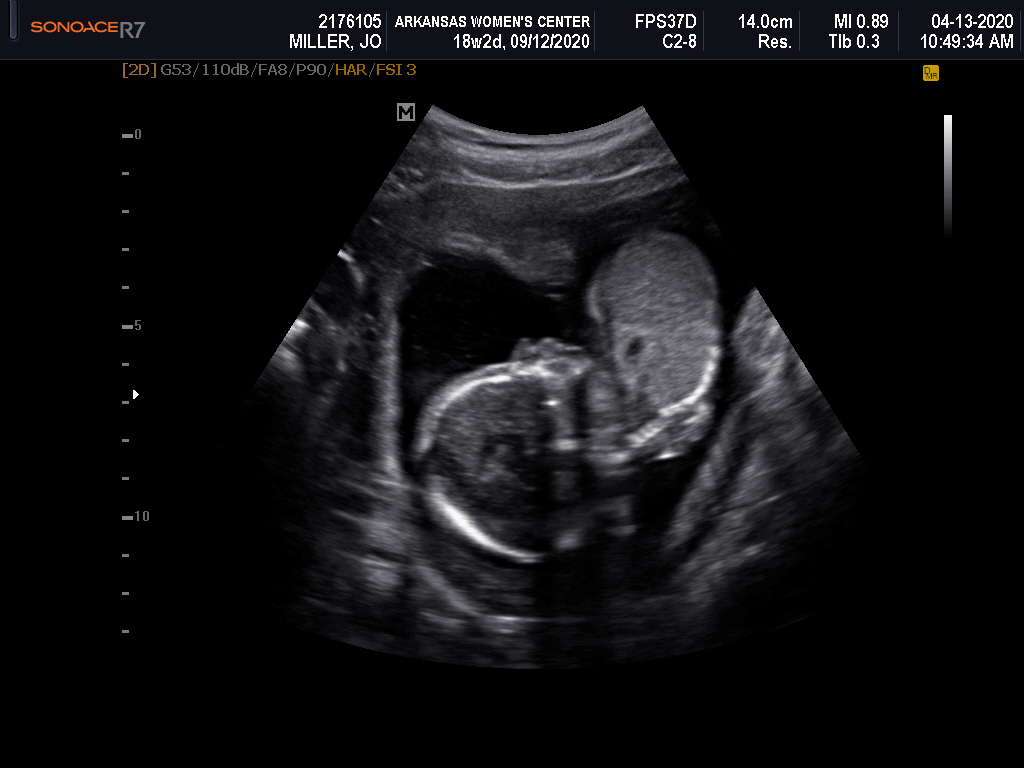 SONOACE R7
2176105
MILLER, JO
ARKANSAS WOMEN'S CENTER
18w2d, 09/12/2020
FPS37D
C2-8
14.0cm
Res.
MI 0.89
TIb 0.3
04-13-2020
10:49:34 AM
[2D] G53/110dB/FA8/P90/HAR/FSI 3
M
0
5
10